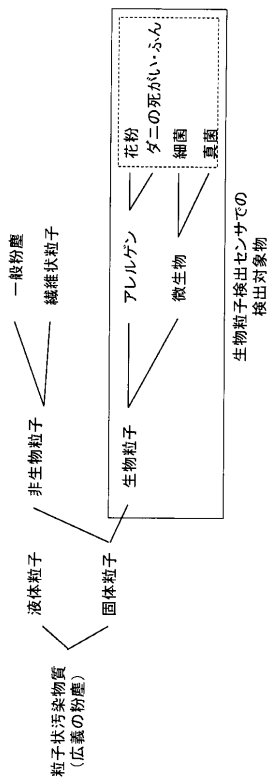 粒子状汚染物質
(広義の粉塵)
液体粒子
固体粒子
非生物粒子
生物粒子
一般粉塵
繊維状粒子
アレルゲン
微生物
花粉
ダニの死がい・ふん
細菌
真菌
生物粒子検出センサでの
検出対象物